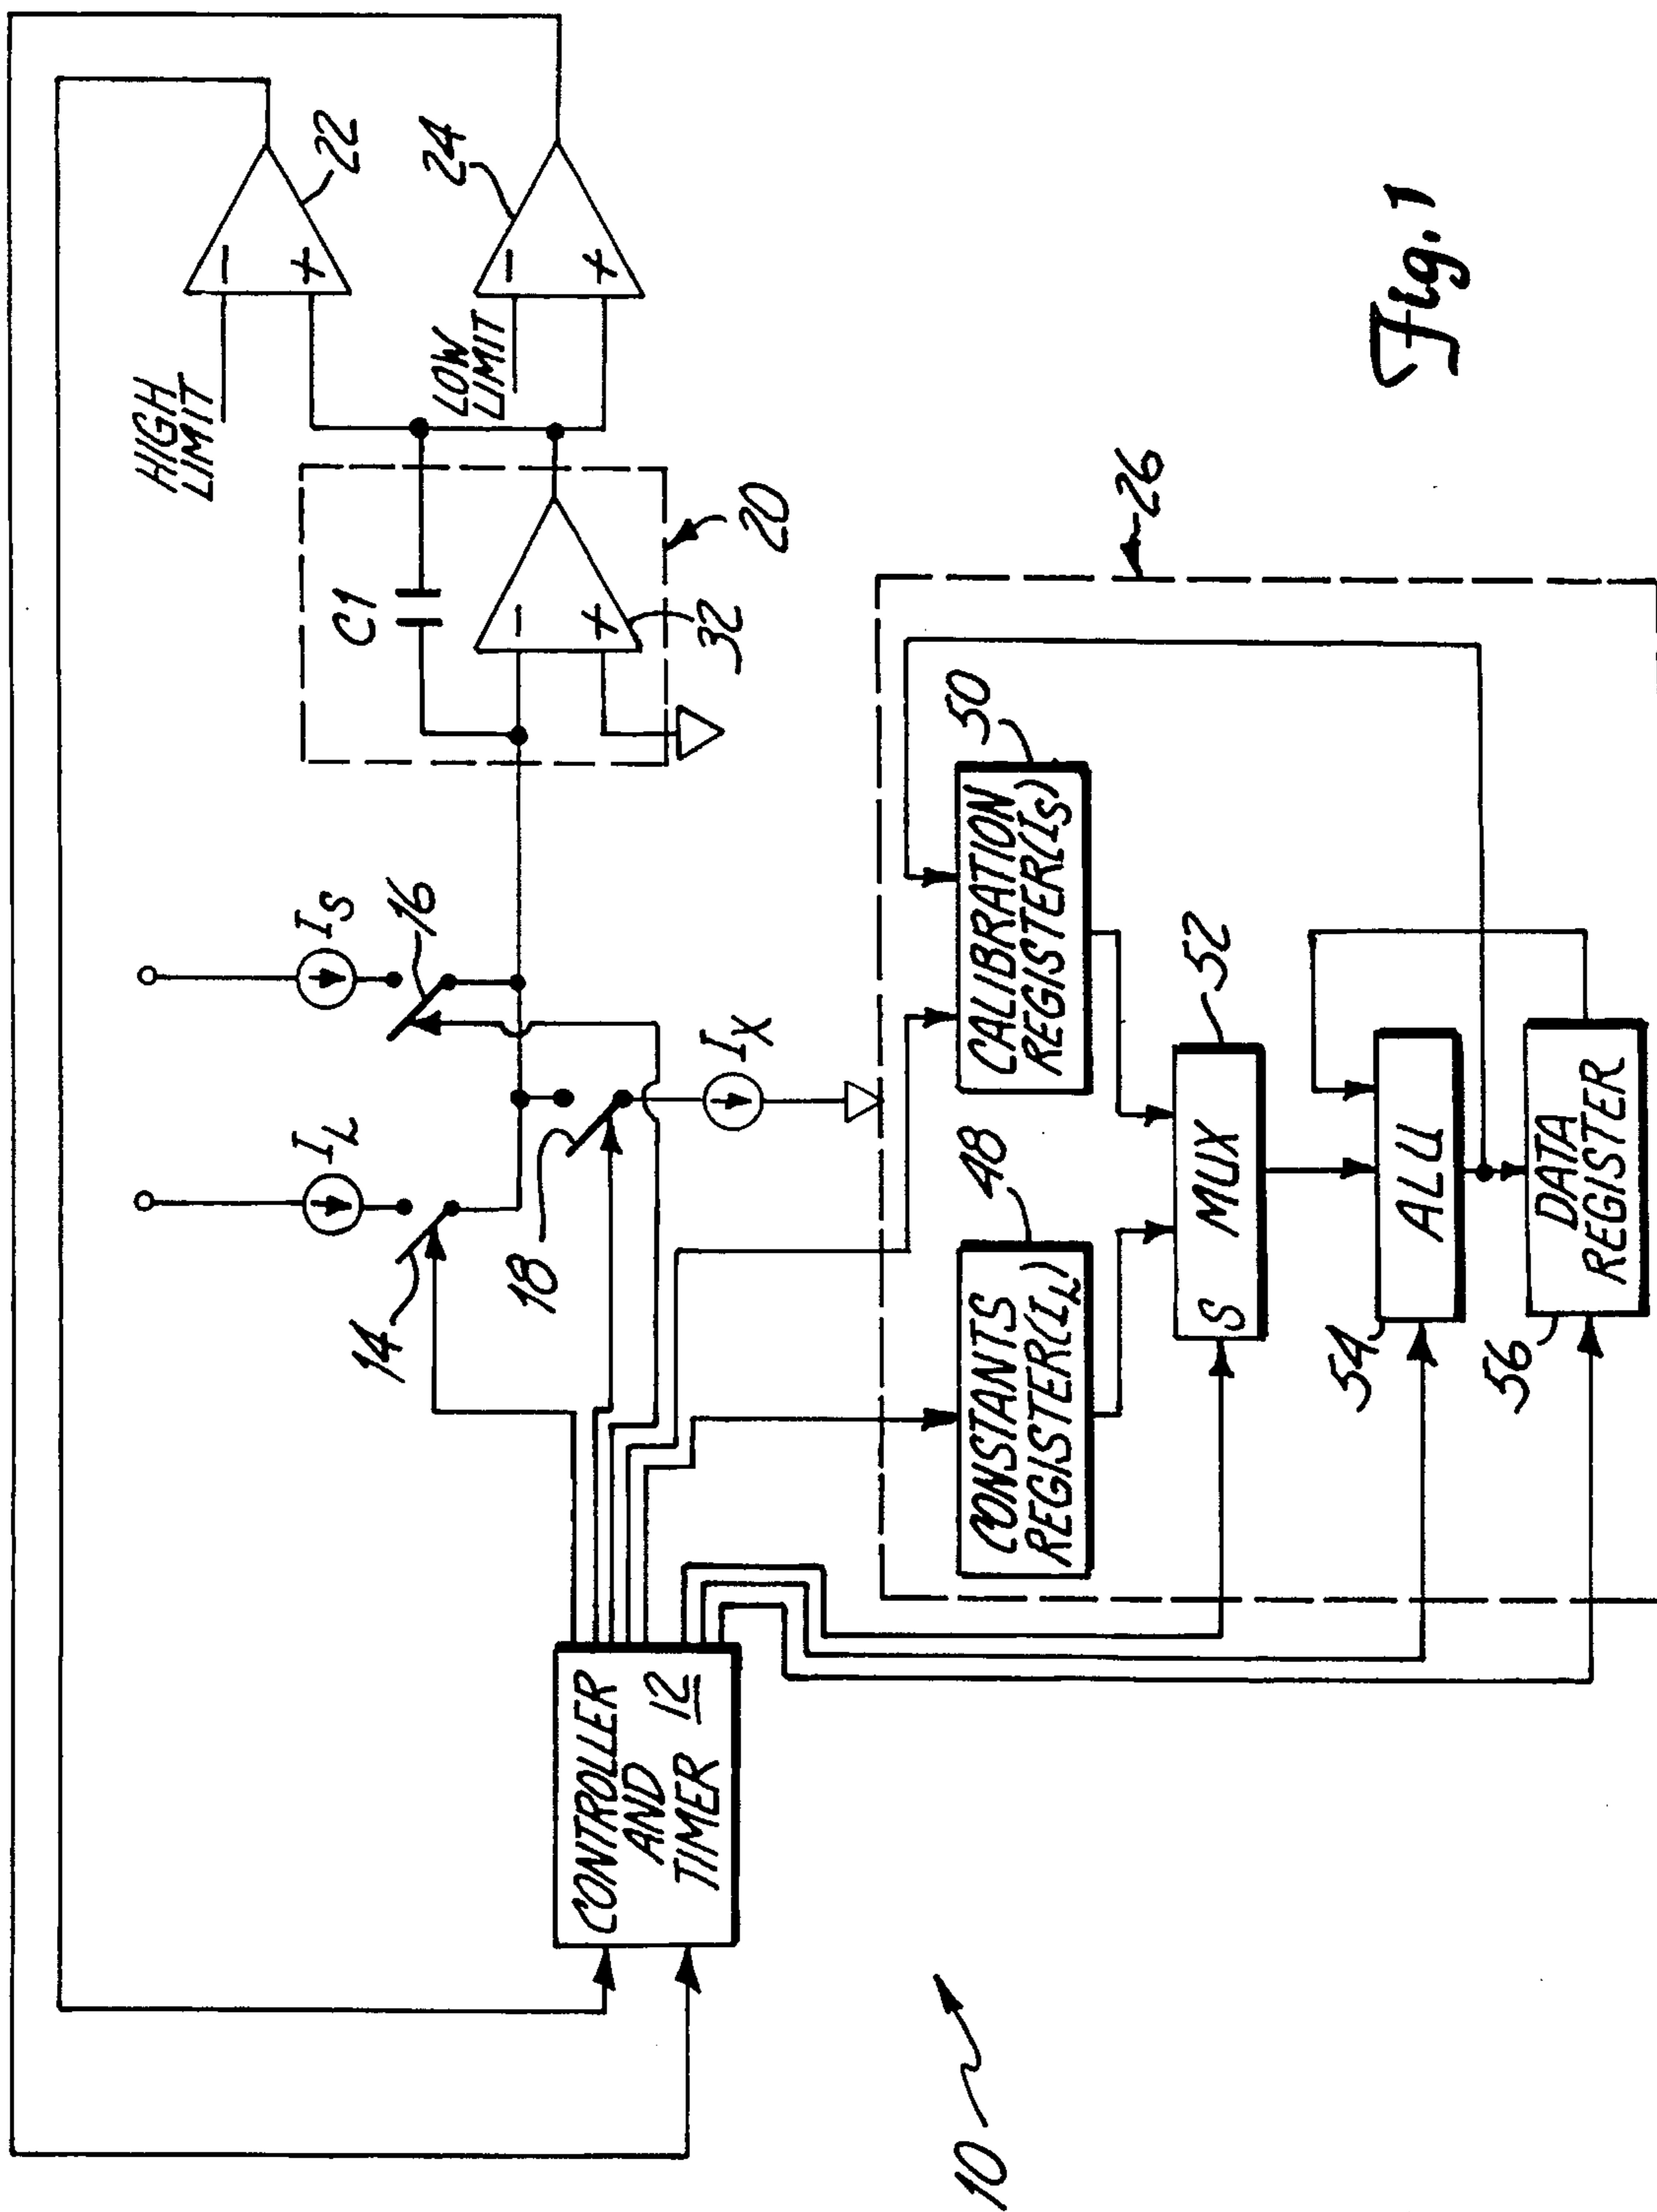 HIGH
LIMIT
22
LOW
LIMIT
24
C1
32
20
I_L
I_S
I_X
14
16
18
CONTROLLER
AND
TIMER 12
26
CONSTANTS
REGISTER(I_L)
48
CALIBRATION
REGISTER(I_S)
50
S MUX
52
ALU
54
DATA
REGISTER
56
10
Fig. 1